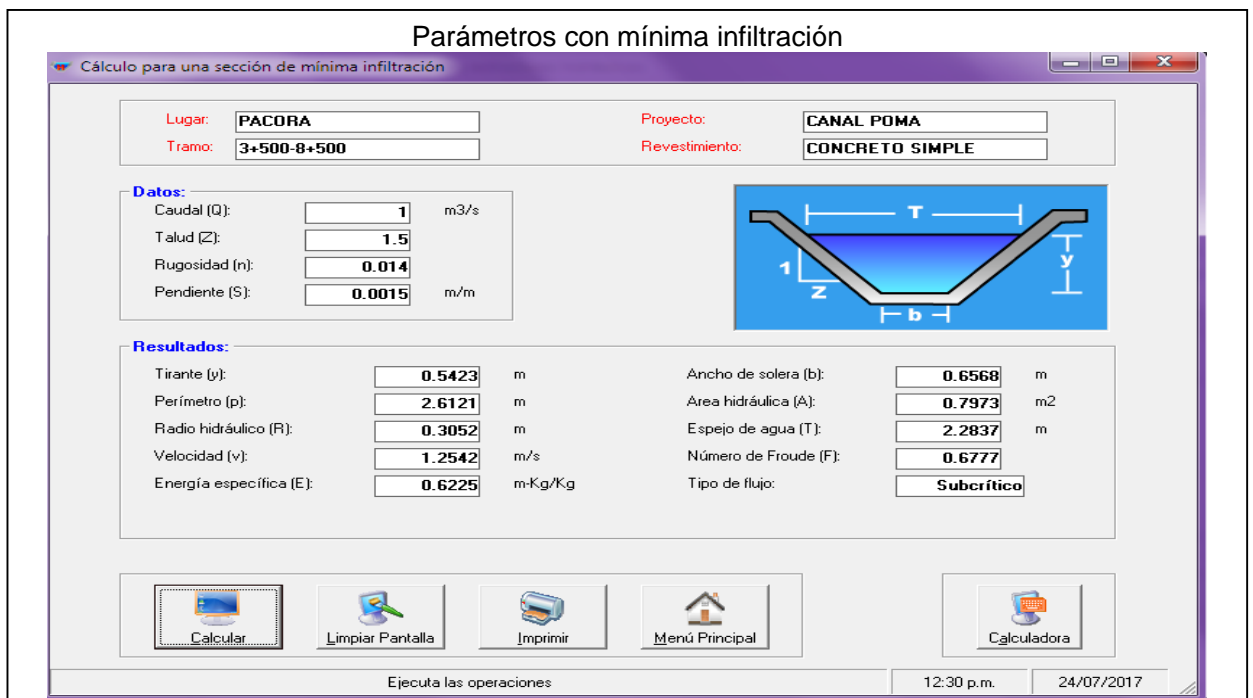 Parámetros con mínima infiltración
Cálculo para una sección de mínima infiltración
Lugar: PACORA Proyecto: CANAL POMA
Tramo: 3+500-8+500 Revestimiento: CONCRETO SIMPLE
Datos:
Caudal (Q): 1 m3/s
Talud (Z): 1.5
Rugosidad (n): 0.014
Pendiente (S): 0.0015 m/m
T
y
1
Z
b
Resultados:
Tirante (y): 0.5423 m Ancho de solera (b): 0.6568 m
Perímetro (p): 2.6121 m Area hidráulica (A): 0.7973 m2
Radio hidráulico (R): 0.3052 m Espejo de agua (T): 2.2837 m
Velocidad (v): 1.2542 m/s Número de Froude (F): 0.6777
Energía específica (E): 0.6225 m-Kg/Kg Tipo de flujo: Subcrítico
Calcular Limpiar Pantalla Imprimir Menú Principal Calculadora
Ejecuta las operaciones 12:30 p.m. 24/07/2017